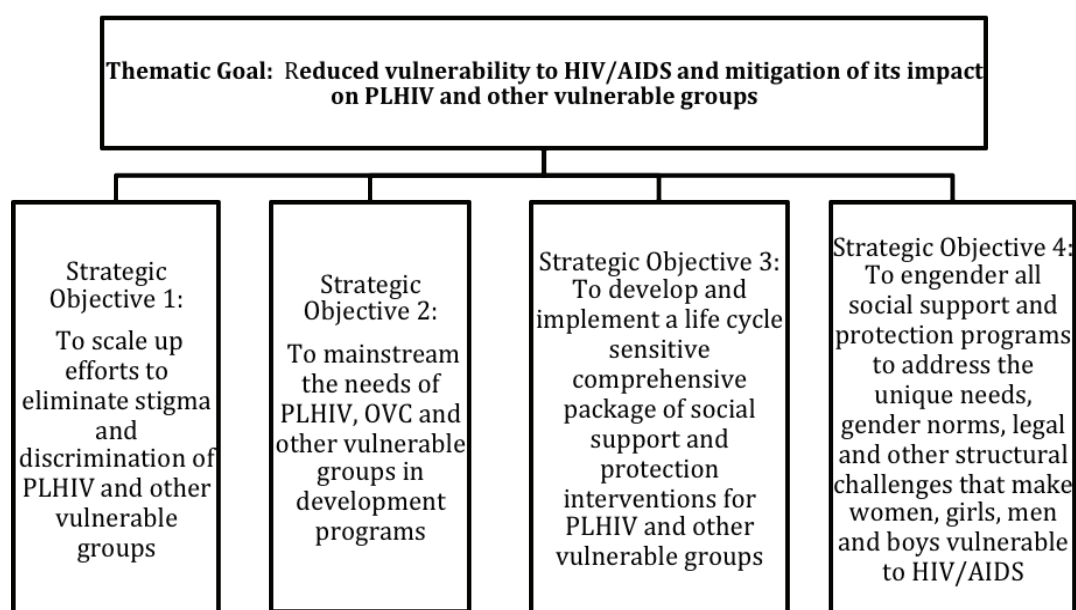 Thematic Goal:  Reduced vulnerability to HIV/AIDS and mitigation of its impact
on PLHIV and other vulnerable groups
Strategic
Objective 1:
To scale up
efforts to
eliminate stigma
and
discrimination of
PLHIV and other
vulnerable
groups
Strategic
Objective 2:
To mainstream
the needs of
PLHIV, OVC and
other vulnerable
groups in
development
programs
Strategic Objective 3:
To develop and
implement a life cycle
sensitive
comprehensive
package of social
support and
protection
interventions for
PLHIV and other
vulnerable groups
Strategic Objective 4:
To engender all
social support and
protection programs
to address the
unique needs,
gender norms, legal
and other structural
challenges that make
women, girls, men
and boys vulnerable
to HIV/AIDS